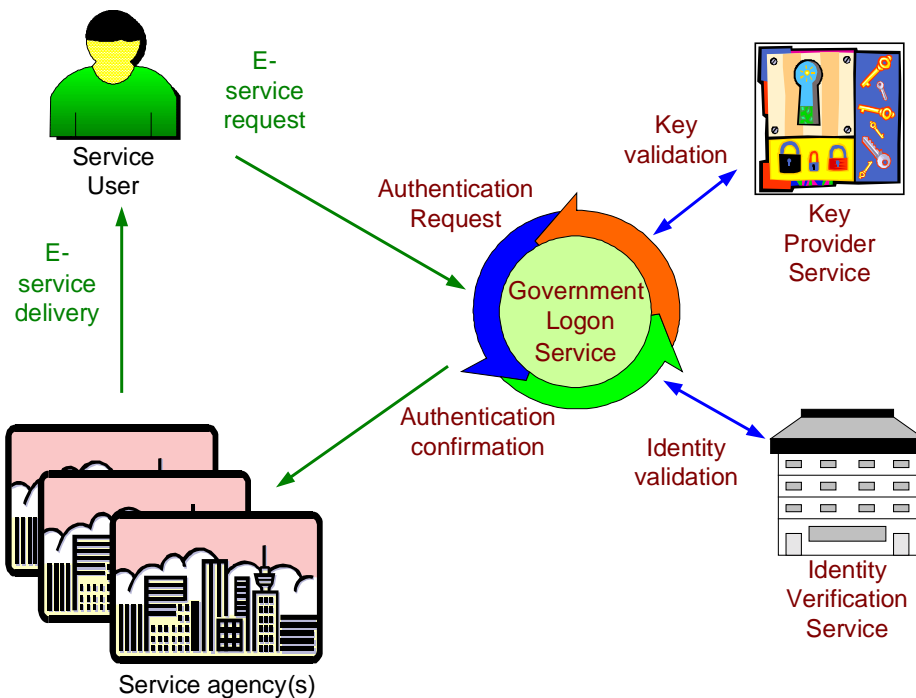 E-
service
request
Service
User
Key
validation
Authentication
Request
Key
Provider
Service
E-
service
delivery
Government
Logon
Service
Authentication
confirmation
Identity
validation
Identity
Verification
Service
Service agency(s)